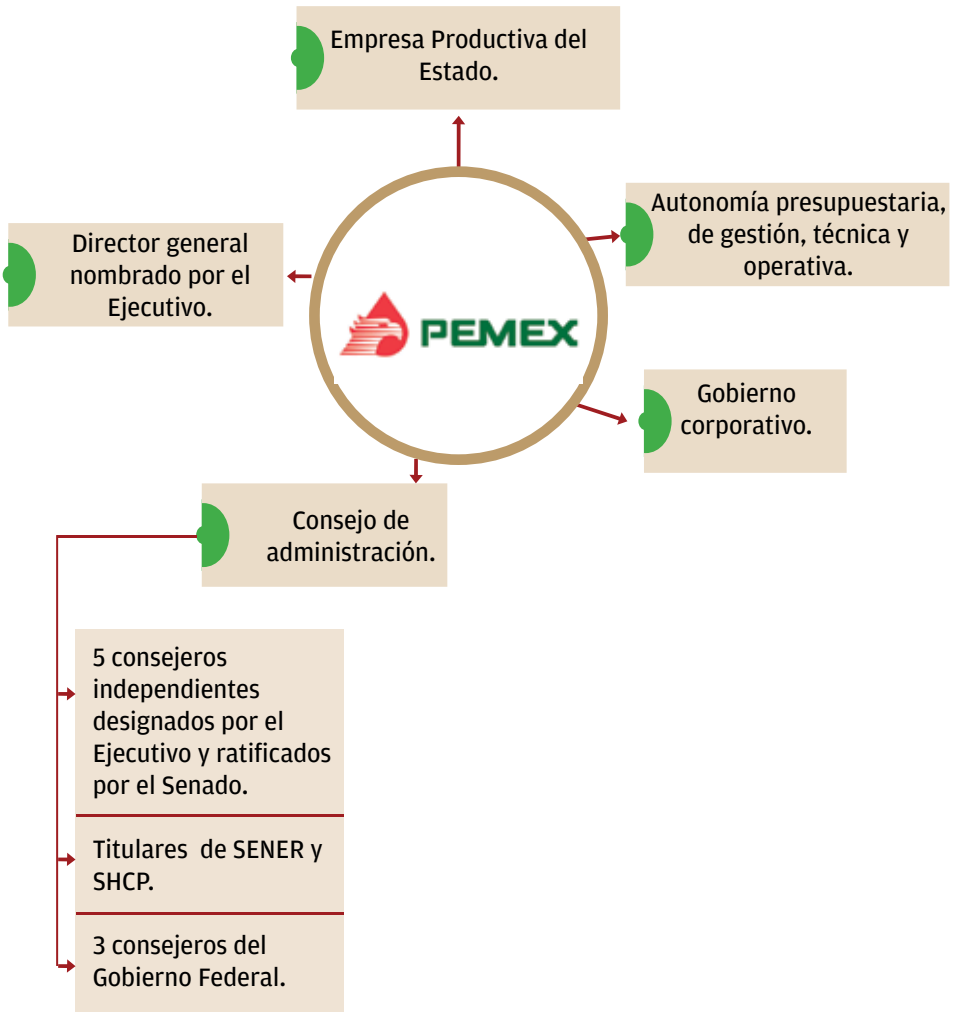 Empresa Productiva del
Estado.
Autonomía presupuestaria,
de gestión, técnica y
operativa.
Director general
nombrado por el
Ejecutivo.
PEMEX
Gobierno
corporativo.
Consejo de
administración.
5 consejeros
independientes
designados por el
Ejecutivo y ratificados
por el Senado.
Titulares de SENER y
SHCP.
3 consejeros del
Gobierno Federal.